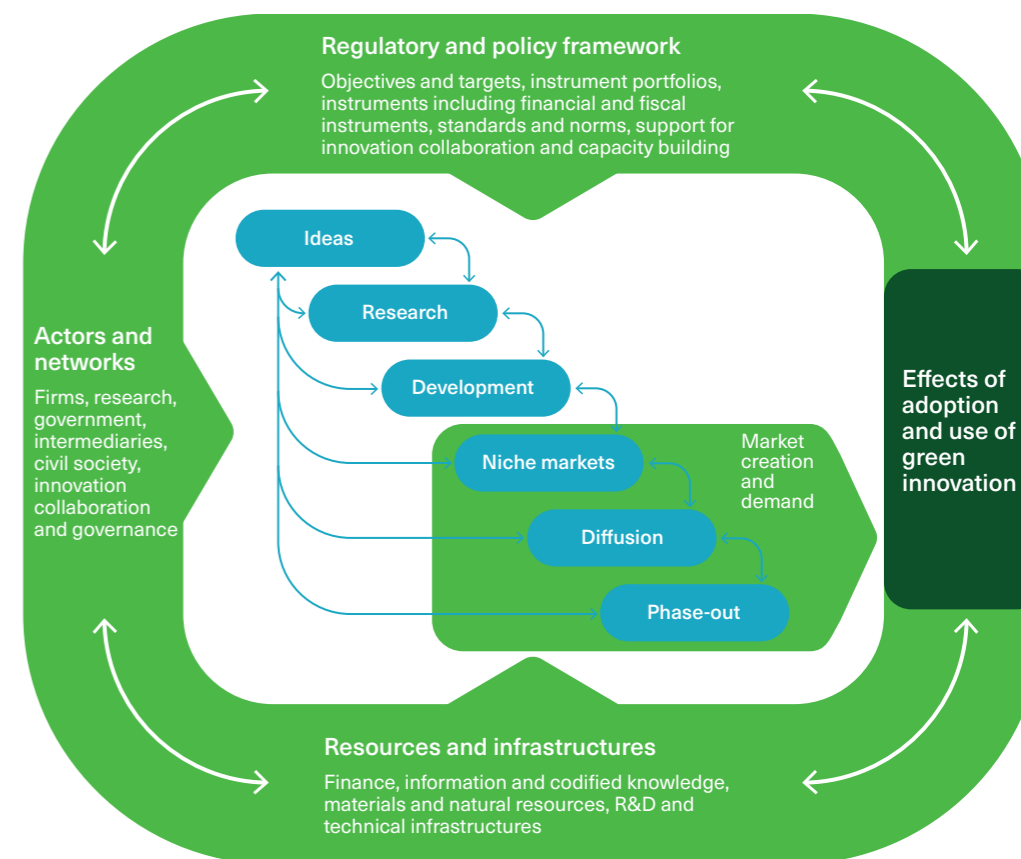 Regulatory and policy framework
Objectives and targets, instrument portfolios,
instruments including financial and fiscal
instruments, standards and norms, support for
innovation collaboration and capacity building
Ideas
Research
Development
Niche markets
Diffusion
Phase-out
Market
creation
and
demand
Actors and
networks
Firms, research,
government,
intermediaries,
civil society,
innovation
collaboration
and governance
Effects of
adoption
and use of
green
innovation
Resources and infrastructures
Finance, information and codified knowledge,
materials and natural resources, R&D and
technical infrastructures